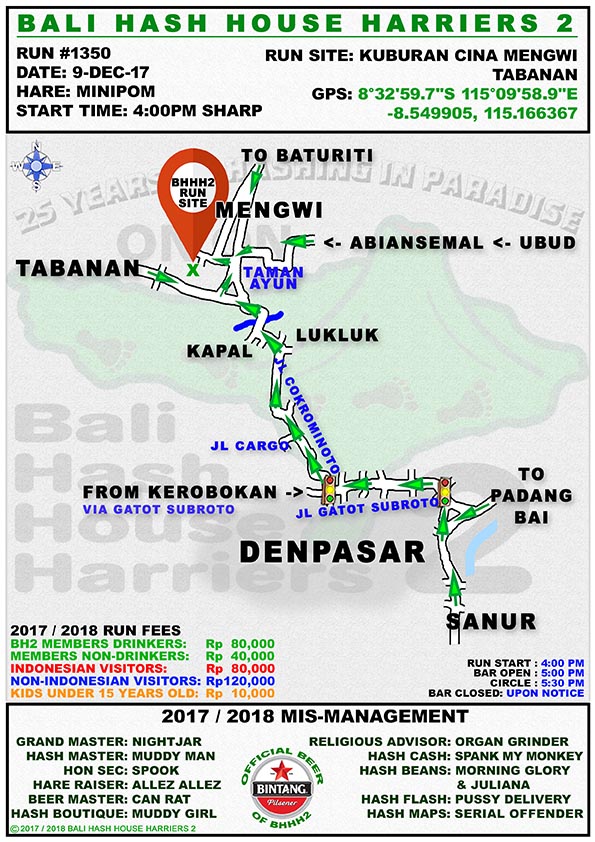 BALI HASH HOUSE HARRIERS 2
RUN #1350
DATE: 9-DEC-17
HARE: MINIPOM
START TIME: 4:00PM SHARP
RUN SITE: KUBURAN CINA MENGWI
TABANAN
GPS: 8°32'59.7"S 115°09'58.9"E
-8.549905, 115.166367
25 YEARS HASHING IN PARADISE
TO BATURITI
BHHH2
RUN
SITE
MENGWI
ON ON
<- ABIANSEMAL <- UBUD
TABANAN
X
TAMAN
AYUN
LUKLUK
KAPAL
JL COKROMINOTO
JL CARGO
Bali
Hash
House
Harriers
2
FROM KEROBOKAN ->
VIA GATOT SUBROTO
JL GATOT SUBROTO
TO
PADANG
BAI
DENPASAR
SANUR
2017 / 2018 RUN FEES
BH2 MEMBERS DRINKERS: Rp 80,000
MEMBERS NON-DRINKERS: Rp 40,000
INDONESIAN VISITORS: Rp 80,000
NON-INDONESIAN VISITORS: Rp120,000
KIDS UNDER 15 YEARS OLD: Rp 10,000
RUN START : 4:00 PM
BAR OPEN : 5:00 PM
CIRCLE : 5:30 PM
BAR CLOSED: UPON NOTICE
2017 / 2018 MIS-MANAGEMENT
GRAND MASTER: NIGHTJAR
HASH MASTER: MUDDY MAN
HON SEC: SPOOK
HARE RAISER: ALLEZ ALLEZ
BEER MASTER: CAN RAT
HASH BOUTIQUE: MUDDY GIRL
OFFICIAL BEER
BINTANG
Pilsener
OF BHHH2
RELIGIOUS ADVISOR: ORGAN GRINDER
HASH CASH: SPANK MY MONKEY
HASH BEANS: MORNING GLORY
& JULIANA
HASH FLASH: PUSSY DELIVERY
HASH MAPS: SERIAL OFFENDER
©2017 / 2018 BALI HASH HOUSE HARRIERS 2